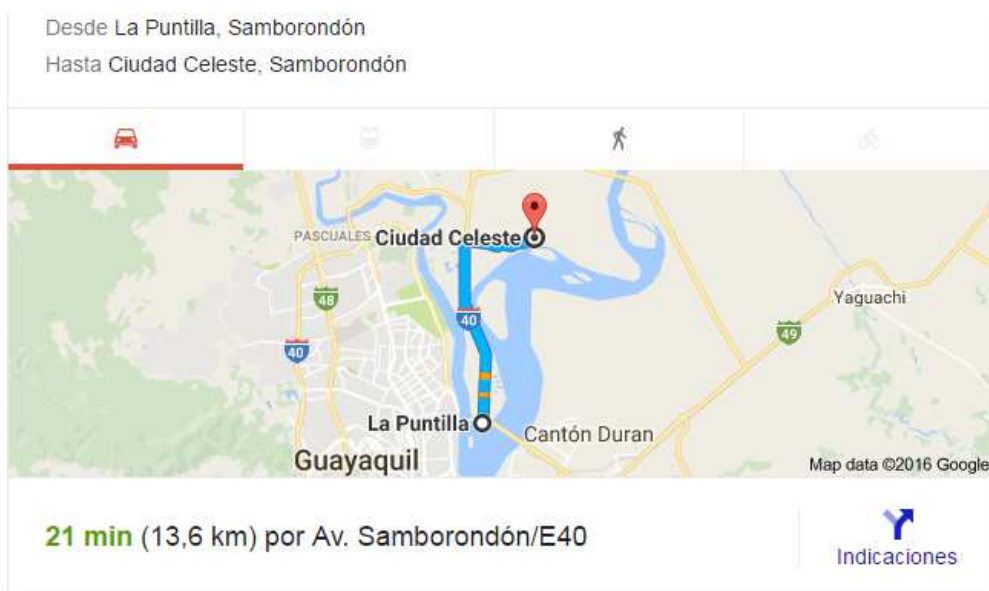 Desde La Puntilla, Samborondón
Hasta Ciudad Celeste, Samborondón
PASCUALES
Ciudad Celeste
48
40
Yaguachi
40
49
La Puntilla
Cantón Duran
Guayaquil
Map data ©2016 Google
21 min (13,6 km) por Av. Samborondón/E40
Indicaciones